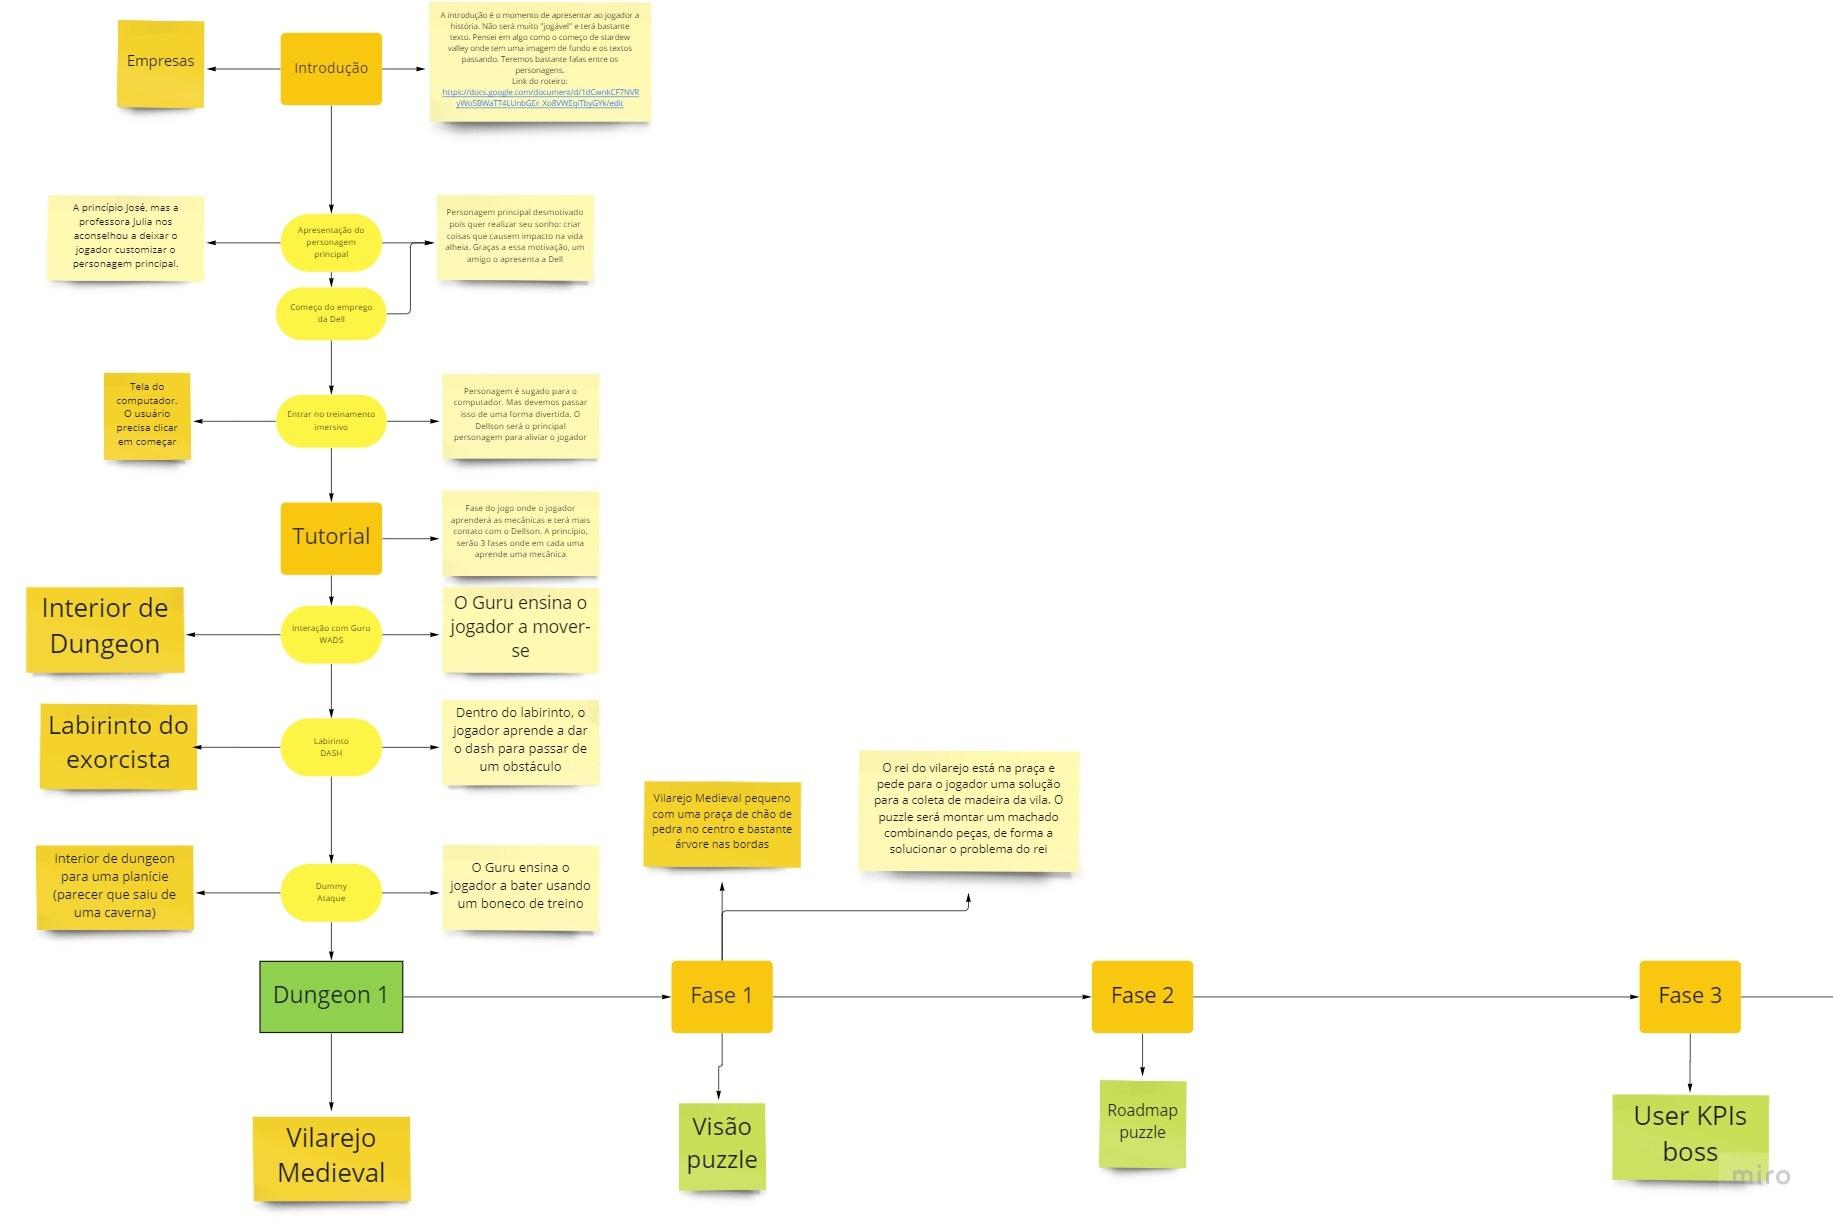 Empresas
Introdução
A introdução é o momento de apresentar ao jogador a
história. Não será muito "jogável" e terá bastante
texto. Pensei em algo como o começo de stardew
valley onde tem uma imagem de fundo e os textos
passando. Teremos bastante falas entre os
personagens.
Link do roteiro:
https://docs.google.com/document/d/1dCwnkCF7NVR
yWo5BWaTT4LUnbGEr_Xo8VWEqiTbyGYk/edit
A princípio José, mas a
professora Julia nos
aconselhou a deixar o
jogador customizar o
personagem principal.
Apresentação do
personagem
principal
Personagem principal desmotivado
pois quer realizar seu sonho: criar
coisas que causem impacto na vida
alheia. Graças a essa motivação, um
amigo o apresenta a Dell
Começo do emprego
da Dell
Tela do
computador.
O usuário
precisa clicar
em começar
Entrar no treinamento
imersivo
Personagem é sugado para o
computador. Mas devemos passar
isso de uma forma divertida. O
Dellson será o principal
personagem para aliviar o jogador
Tutorial
Fase do jogo onde o jogador
aprenderá as mecânicas e terá mais
contato com o Dellson. A princípio,
serão 3 fases onde em cada uma
aprende uma mecânica
Interior de
Dungeon
Interação com Guru
WADS
O Guru ensina o
jogador a mover-
se
Labirinto do
exorcista
Labirinto
DASH
Dentro do labirinto, o
jogador aprende a dar
o dash para passar de
um obstáculo
Interior de dungeon
para uma planície
(parecer que saiu de
uma caverna)
Dummy
Ataque
O Guru ensina o
jogador a bater usando
um boneco de treino
Vilarejo Medieval pequeno
com uma praça de chão de
pedra no centro e bastante
árvore nas bordas
O rei do vilarejo está na praça e
pede para o jogador uma solução
para a coleta de madeira da vila. O
puzzle será montar um machado
combinando peças, de forma a
solucionar o problema do rei
Dungeon 1
Fase 1
Fase 2
Fase 3
Vilarejo
Medieval
Visão
puzzle
Roadmap
puzzle
User KPIs
boss
miro